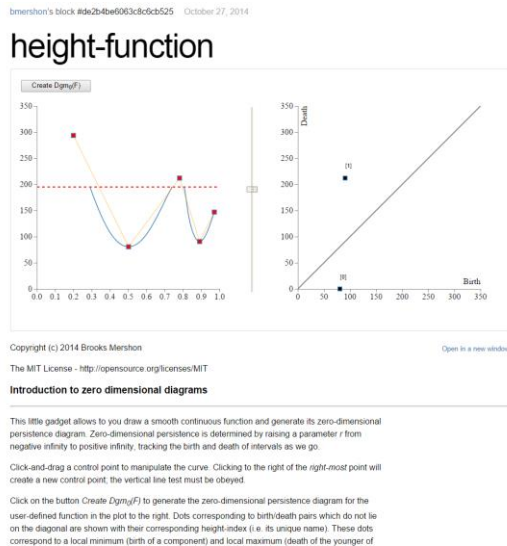 bmershon's block #de2b4be6063c8c6cb525 October 27, 2014
height-function
Create Dgm₀(F)
350
300
250
200
150
100
50
0
0.0 0.1 0.2 0.3 0.4 0.5 0.6 0.7 0.8 0.9 1.0
350
300
250
200
150
100
50
0
Death
[1]
[0]
Birth
0 50 100 150 200 250 300 350
Copyright (c) 2014 Brooks Mershon
Open in a new window
The MIT License - http://opensource.org/licenses/MIT
Introduction to zero dimensional diagrams
This little gadget allows to you draw a smooth continuous function and generate its zero-dimensional
persistence diagram. Zero-dimensional persistence is determined by raising a parameter r from
negative infinity to positive infinity, tracking the birth and death of intervals as we go.
Click-and-drag a control point to manipulate the curve. Clicking to the right of the right-most point will
create a new control point; the vertical line test must be obeyed.
Click on the button Create Dgm₀(F) to generate the zero-dimensional persistence diagram for the
user-defined function in the plot to the right. Dots corresponding to birth/death pairs which do not lie
on the diagonal are shown with their corresponding height-index (i.e. its unique name). These dots
correspond to a local minimum (birth of a component) and local maximum (death of the younger of